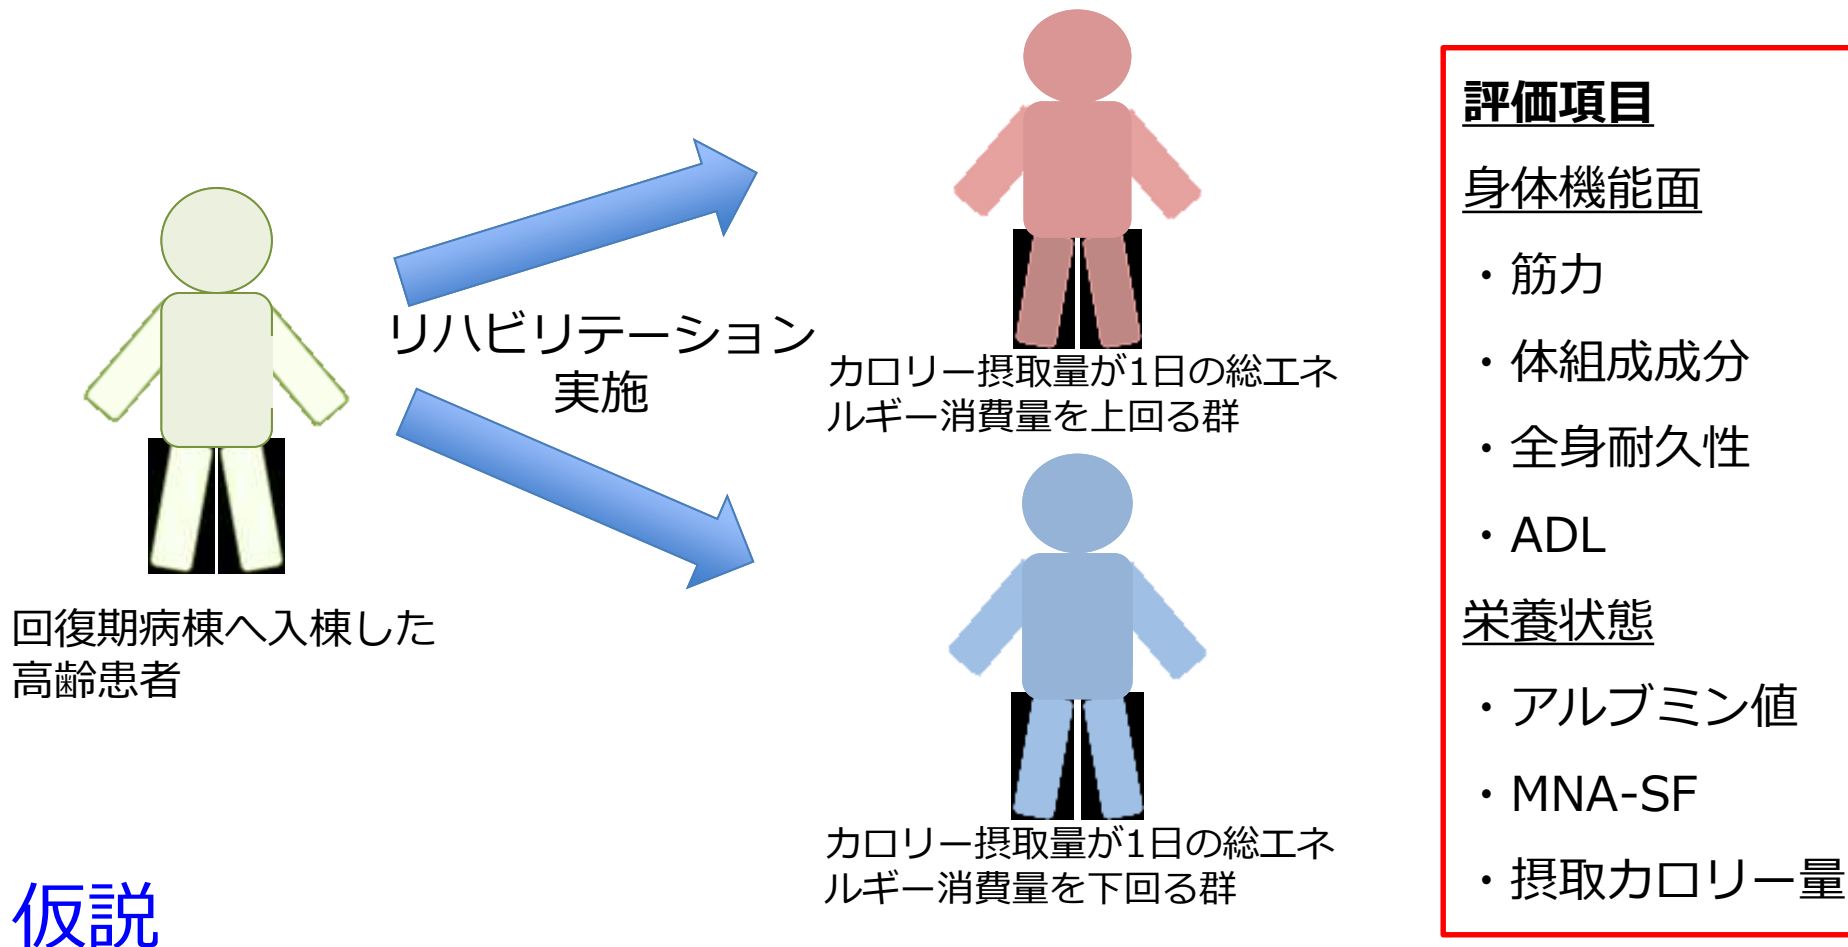 回復期病棟へ入棟した
高齢患者
リハビリテーション
実施
カロリー摂取量が1日の総エネ
ルギー消費量を上回る群
カロリー摂取量が1日の総エネ
ルギー消費量を下回る群
評価項目
身体機能面
・筋力
・体組成成分
・全身耐久性
・ADL
栄養状態
・アルブミン値
・MNA-SF
・摂取カロリー量
仮説